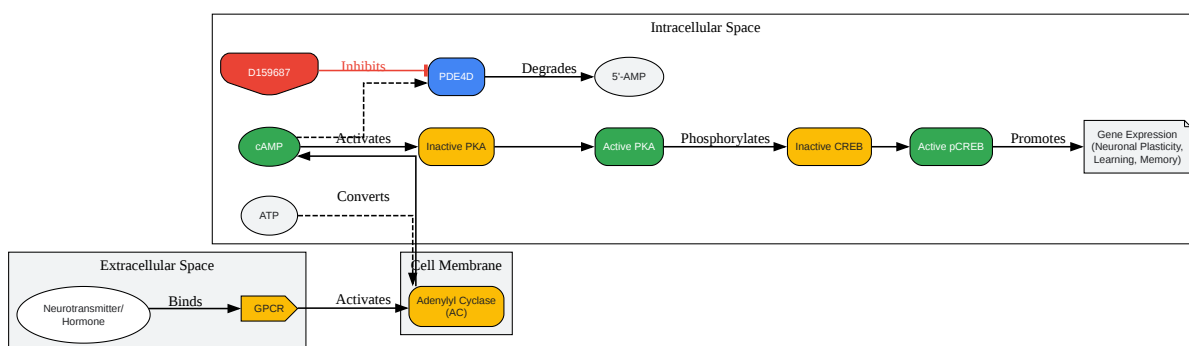 Intracellular Space
D159687
Inhibits
PDE4D
Degrades
5'-AMP
cAMP
Activates
Inactive PKA
Active PKA
Phosphorylates
Inactive CREB
Active pCREB
Promotes
Gene Expression
(Neuronal Plasticity,
Learning, Memory)
Converts
ATP
Extracellular Space
Cell Membrane
Neurotransmitter/
Hormone
Binds
GPCR
Activates
Adenylyl Cyclase
(AC)